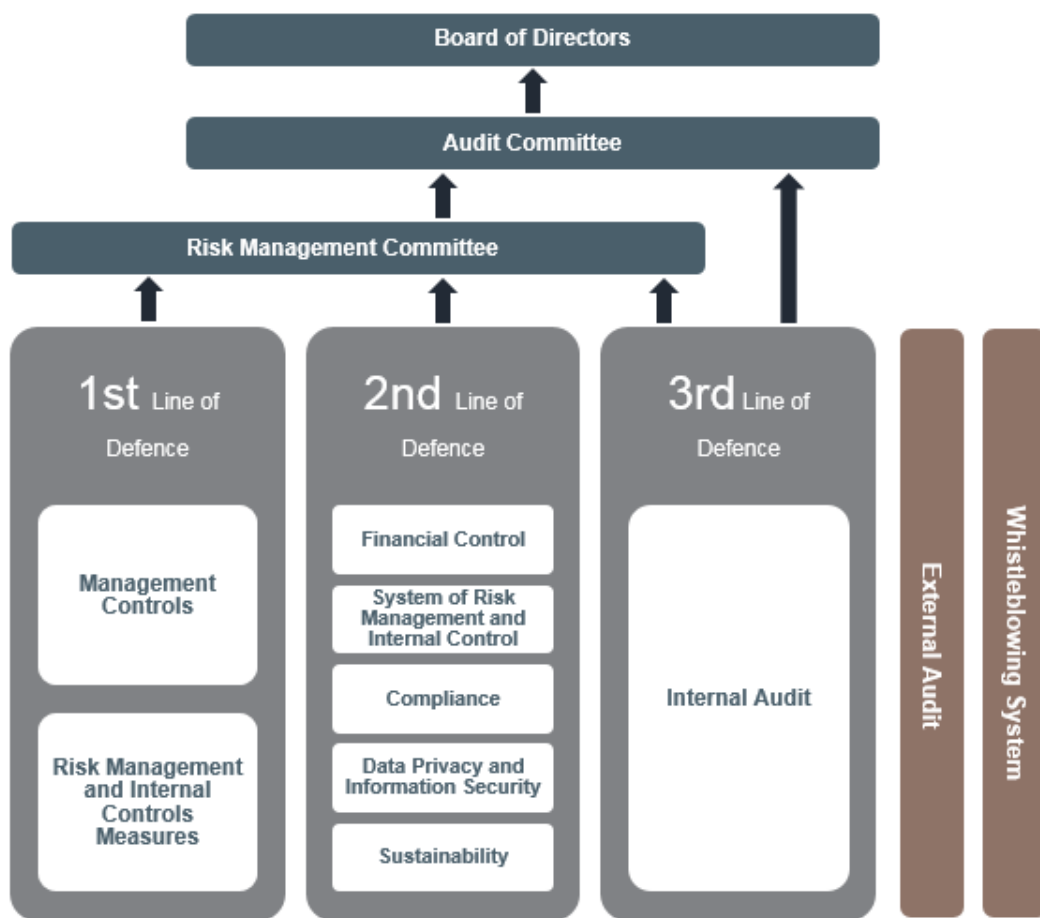 Board of Directors
Audit Committee
Risk Management Committee
1st Line of
Defence
Management
Controls
Risk Management
and Internal
Controls
Measures
2nd Line of
Defence
Financial Control
System of Risk
Management and
Internal Control
Compliance
Data Privacy and
Information Security
Sustainability
3rd Line of
Defence
Internal Audit
External Audit
Whistleblowing System